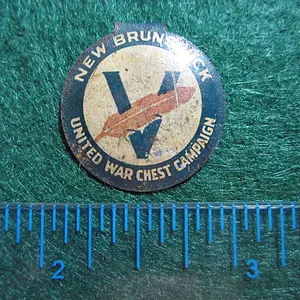 NEW BRUNSWICK
V
UNITED WAR CHEST CAMPAIGN
2 3